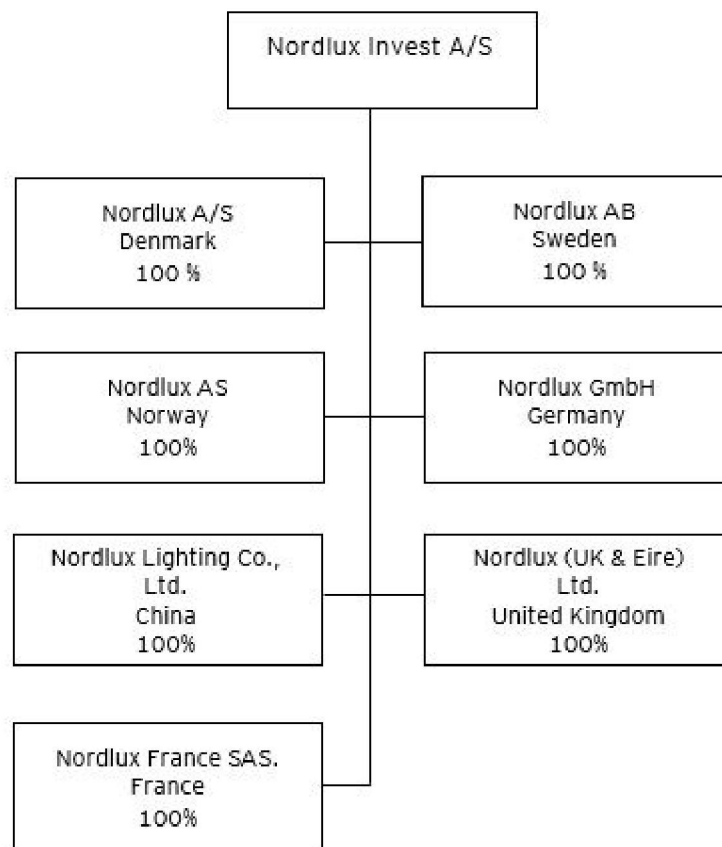 Nordlux Invest A/S
Nordlux A/S
Denmark
100 %
Nordlux AB
Sweden
100 %
Nordlux AS
Norway
100%
Nordlux GmbH
Germany
100%
Nordlux Lighting Co.,
Ltd.
China
100%
Nordlux (UK & Eire)
Ltd.
United Kingdom
100%
Nordlux France SAS.
France
100%